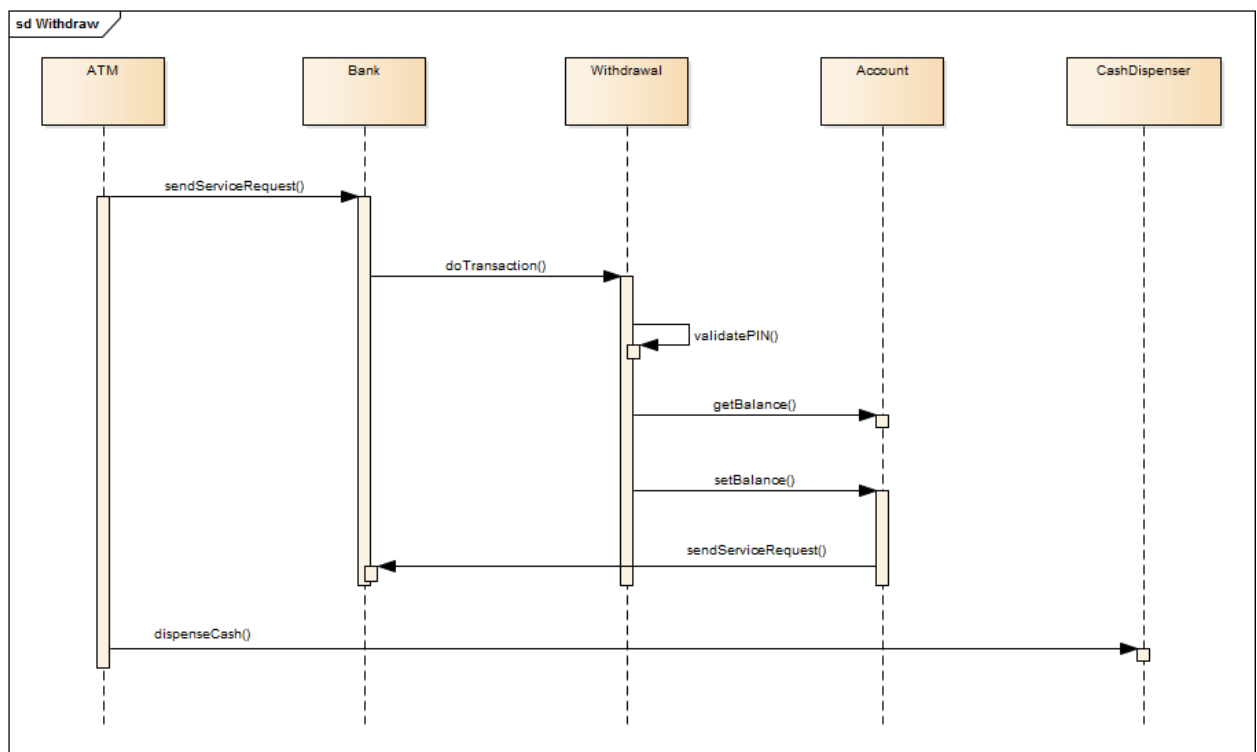 sd Withdraw
ATM
Bank
Withdrawal
Account
CashDispenser
sendServiceRequest()
doTransaction()
validatePIN()
getBalance()
setBalance()
sendServiceRequest()
dispenseCash()